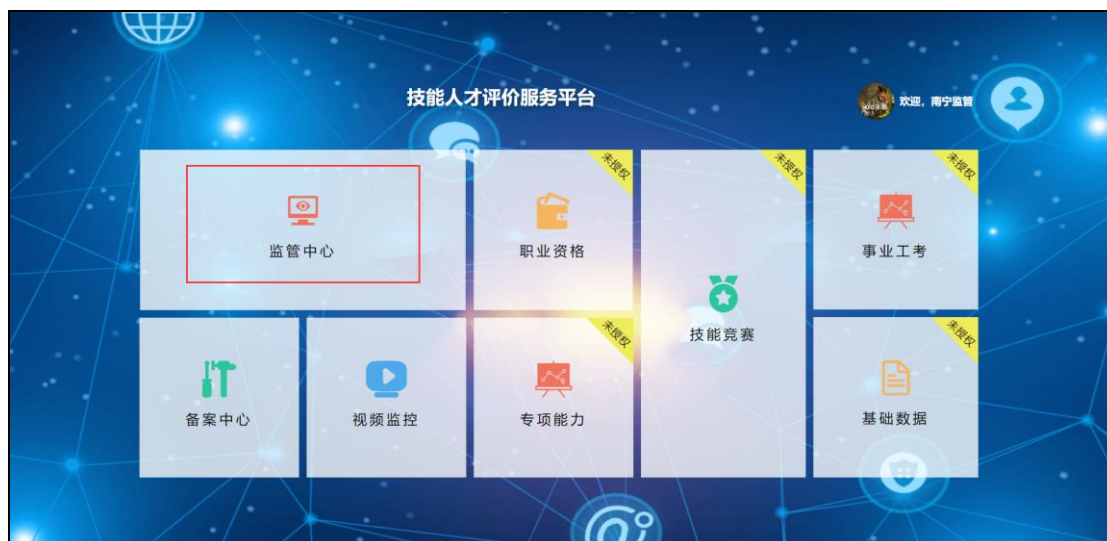 技能人才评价服务平台
欢迎，南宁监管
监管中心
未授权
职业资格
未授权
技能竞赛
未授权
事业工考
备案中心
视频监控
未授权
专项能力
未授权
基础数据